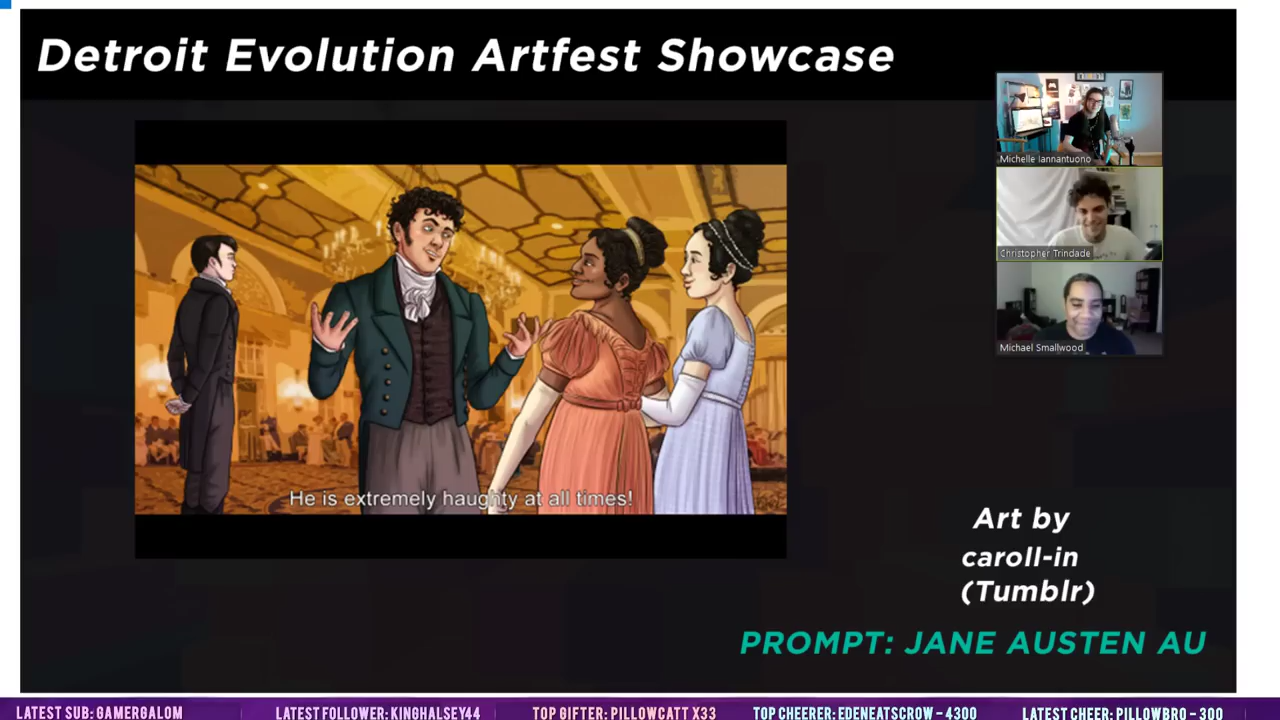 Detroit Evolution Artfest Showcase
Michelle Iannantuono
Christopher Trindade
Michael Smallwood
He is extremely haughty at all times!
Art by
caroll-in
(Tumblr)
PROMPT: JANE AUSTEN AU
LATEST SUB: GAMERGALOM
LATEST FOLLOWER: KINGHALSEY44
TOP GIFTER: PILLOWCATT X33
TOP CHEERER: EDENEATSCROW - 4300
LATEST CHEER: PILLOWBRO - 300